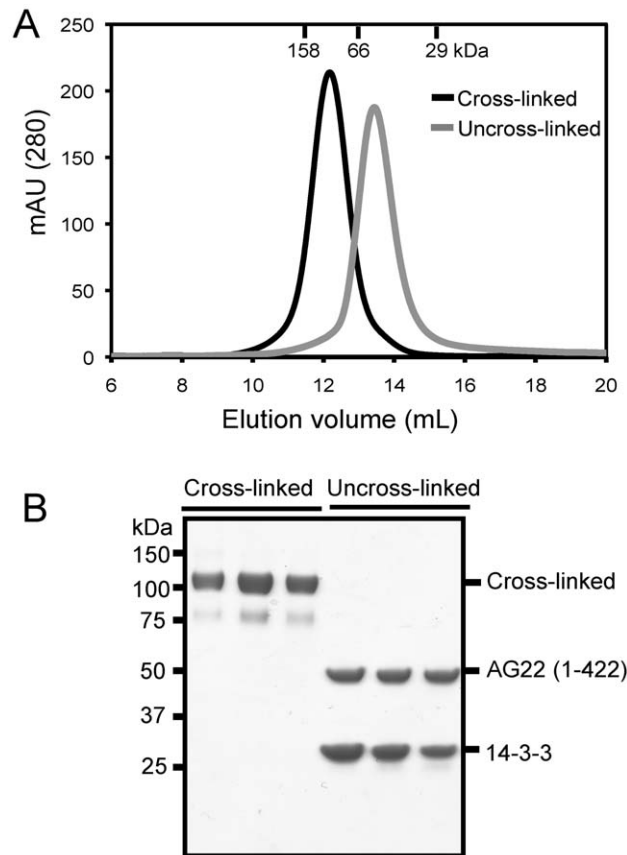 A
158 66 29 kDa
250
200
150
100
50
0
mAU (280)
Cross-linked
Uncross-linked
6 8 10 12 14 16 18 20
Elution volume (mL)
B
Cross-linked Uncross-linked
kDa
150
100
75
50
37
25
Cross-linked
AG22 (1-422)
14-3-3